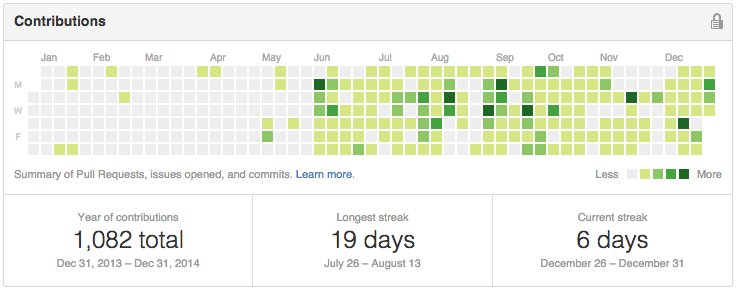 Contributions
Jan Feb Mar Apr May Jun Jul Aug Sep Oct Nov Dec
M
W
F
Summary of Pull Requests, issues opened, and commits. Learn more.
Less More
Year of contributions
1,082 total
Dec 31, 2013 – Dec 31, 2014
Longest streak
19 days
July 26 – August 13
Current streak
6 days
December 26 – December 31